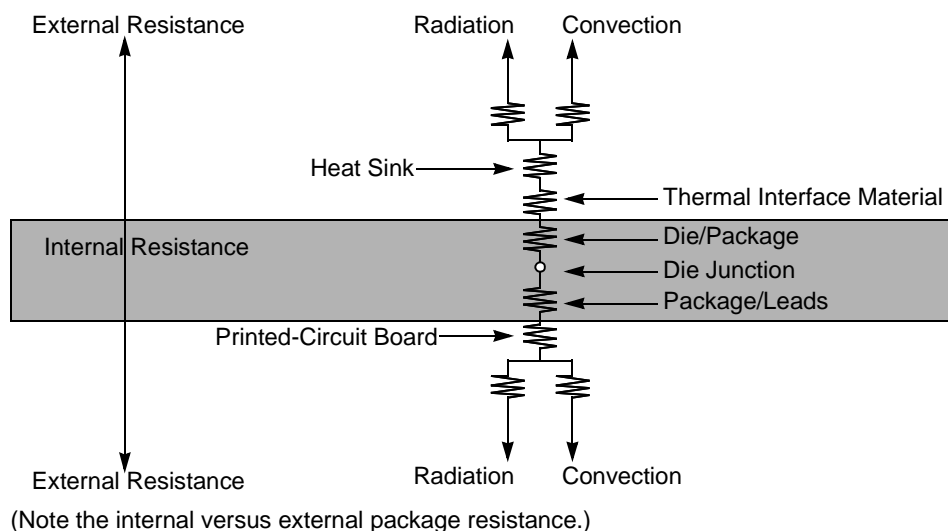 External Resistance
Radiation
Convection
Heat Sink
Thermal Interface Material
Internal Resistance
Die/Package
Die Junction
Package/Leads
Printed-Circuit Board
External Resistance
Radiation
Convection
(Note the internal versus external package resistance.)